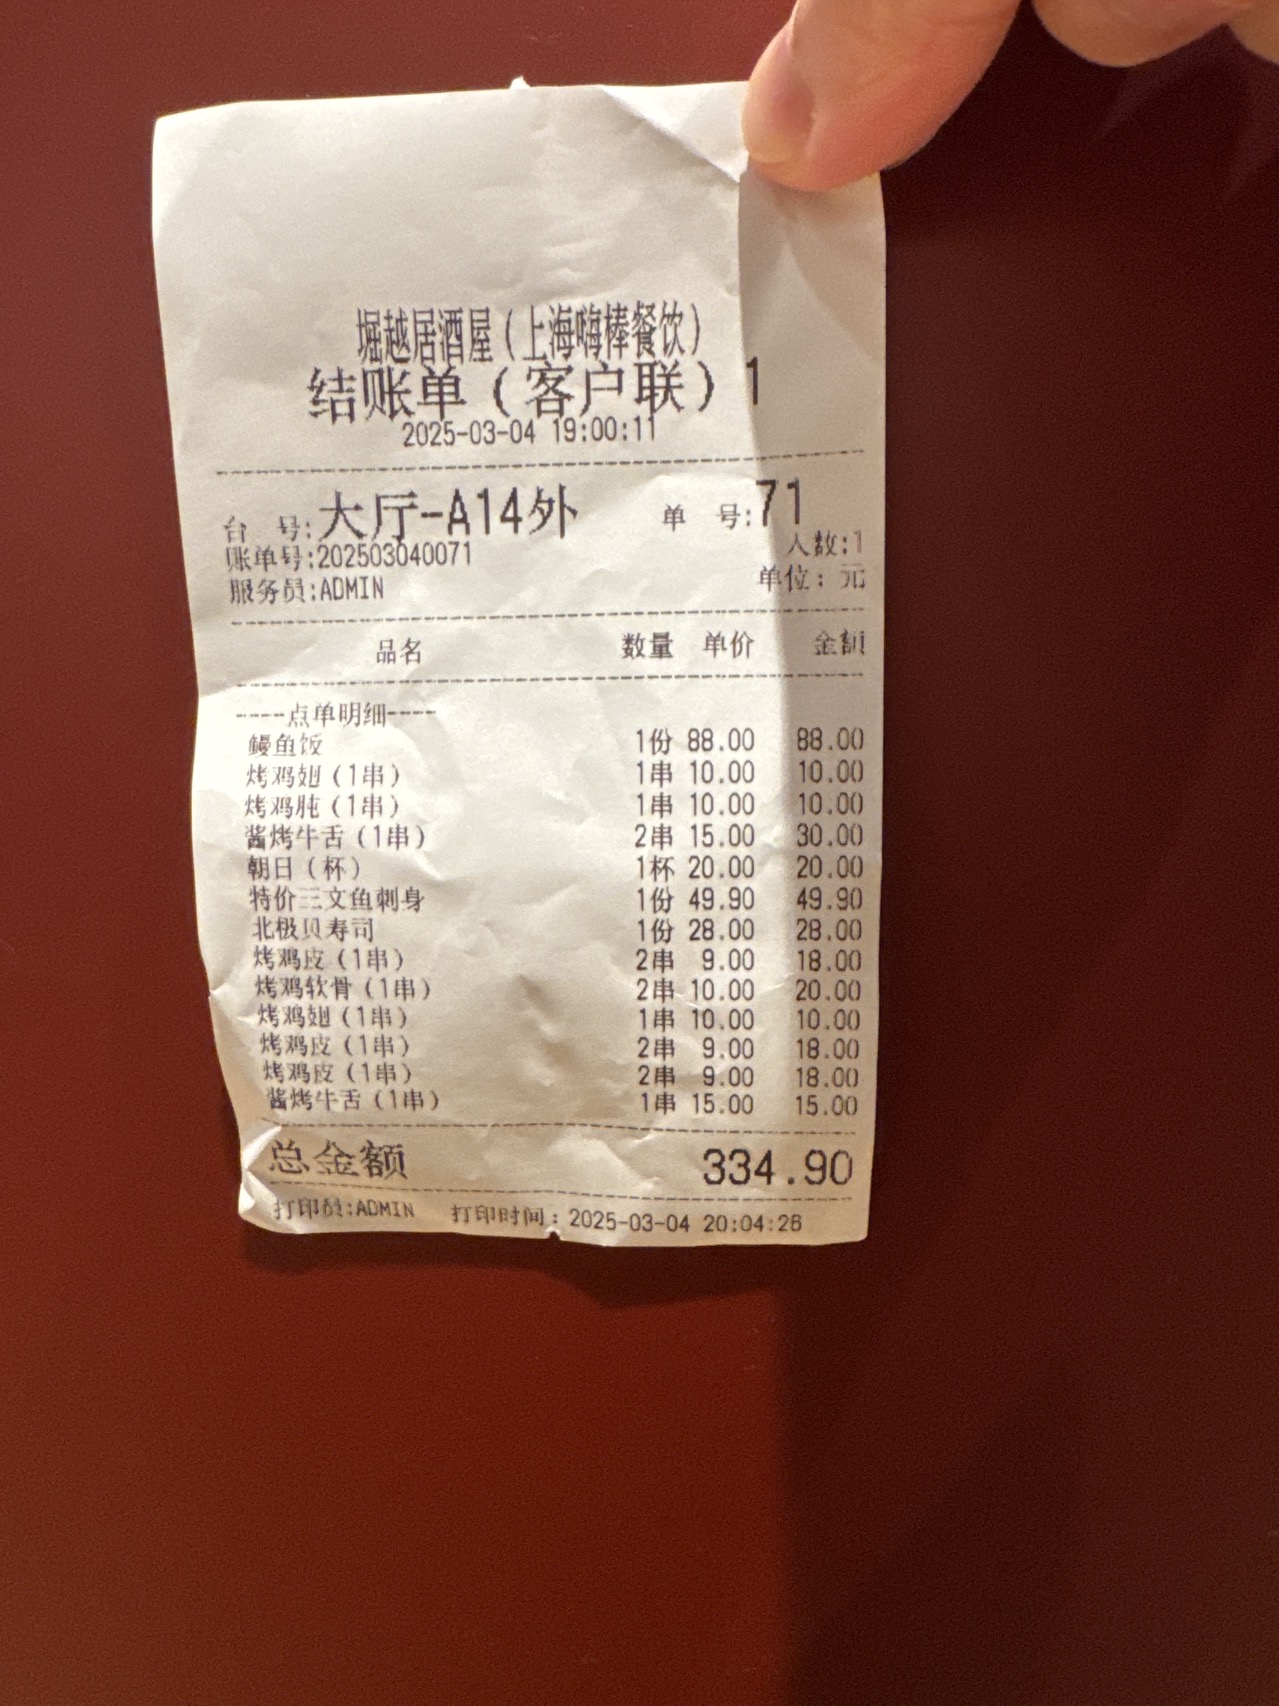 堀越居酒屋(上海嗨棒餐饮)
结账单(客户联)1
2025-03-04 19:00:11
台 号:大厅-A14外 单 号:71
账单号:202503040071 人数:1
服务员:ADMIN 单位:元
品名 数量 单价 金额
----点单明细----
鳗鱼饭 1份 88.00 88.00
烤鸡翅(1串) 1串 10.00 10.00
烤鸡肫(1串) 1串 10.00 10.00
酱烤牛舌(1串) 2串 15.00 30.00
朝日(杯) 1杯 20.00 20.00
特价三文鱼刺身 1份 49.90 49.90
北极贝寿司 1份 28.00 28.00
烤鸡皮(1串) 2串 9.00 18.00
烤鸡软骨(1串) 2串 10.00 20.00
烤鸡翅(1串) 1串 10.00 10.00
烤鸡皮(1串) 2串 9.00 18.00
烤鸡皮(1串) 2串 9.00 18.00
酱烤牛舌(1串) 1串 15.00 15.00
总金额 334.90
打印员:ADMIN 打印时间:2025-03-04 20:04:26